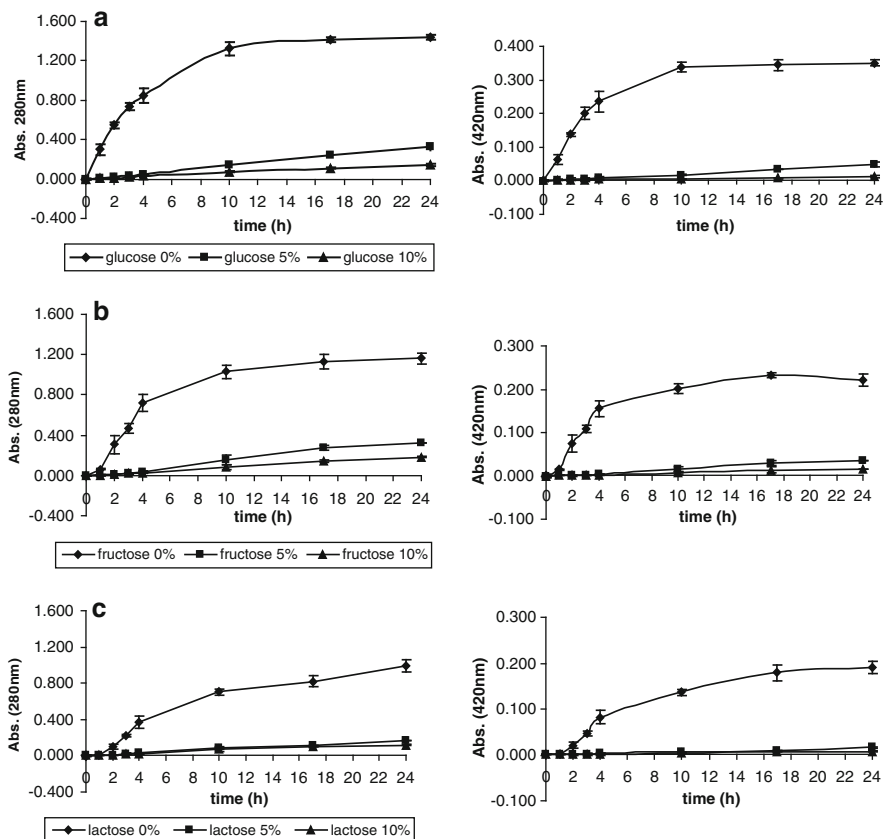 a
Abs. 280nm
1.600
1.200
0.800
0.400
0.000
-0.400
0 2 4 6 8 10 12 14 16 18 20 22 24
time (h)
Abs. (420nm)
0.400
0.300
0.200
0.100
0.000
-0.100
0 2 4 6 8 10 12 14 16 18 20 22 24
time (h)
glucose 0% glucose 5% glucose 10%
b
Abs. (280nm)
1.600
1.200
0.800
0.400
0.000
-0.400
0 2 4 6 8 10 12 14 16 18 20 22 24
time (h)
Abs. (420nm)
0.300
0.200
0.100
0.000
-0.100
0 2 4 6 8 10 12 14 16 18 20 22 24
time (h)
fructose 0% fructose 5% fructose 10%
c
Abs. (280nm)
1.600
1.200
0.800
0.400
0.000
-0.400
0 2 4 6 8 10 12 14 16 18 20 22 24
time (h)
Abs. (420nm)
0.300
0.200
0.100
0.000
-0.100
0 2 4 6 8 10 12 14 16 18 20 22 24
time (h)
lactose 0% lactose 5% lactose 10%